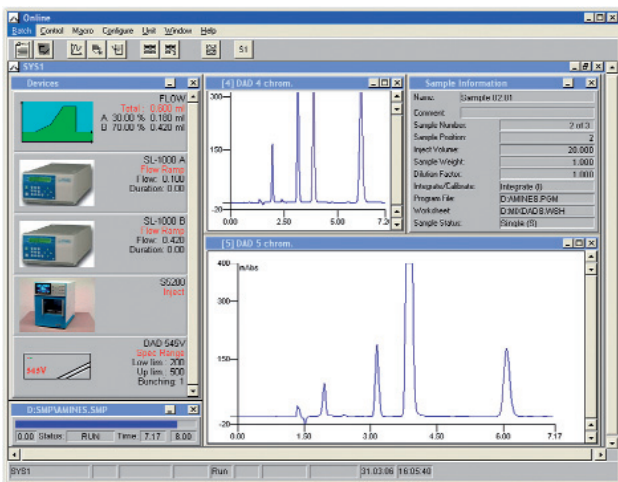 Online
Batch Control Macro Configure Unit Window Help
S1
SYS1
Devices
FLOW
Total : 0.600 ml
A 30.00 % 0.180 ml
D 70.00 % 0.420 ml
SL-1000 A
Flow Ramp
Flow: 0.180
Duration: 0.00
SL-1000 B
Flow Ramp
Flow: 0.420
Duration: 0.00
S5200
Inject
DAD 545V
Spec Range
Low lim.: 200
Up lim.: 500
Bunching: 1
545V
D:SMP\AMINES.SMP
0.00 Status: RUN Time 7.17 8.00
[4] DAD 4 chrom.
300
150
-20
0.00 2.50 5.00 7.2
Sample Information
Name: Sample 02.01
Comment:
Sample Number: 2 of 3.
Sample Position: 2
Inject Volume: 20.000
Sample Weight: 1.000
Dilution Factor: 1.000
Integrate/Calibrate: Integrate (I)
Program File: D:AMINES.PGM
Worksheet: D:MIXDAD8.WSH
Sample Status: Single (S)
[5] DAD 5 chrom.
400 mAbs
300
150
-20
0.00 1.50 3.00 4.50 6.00 7.17
SYS1 Run 31.03.06 16:05:40